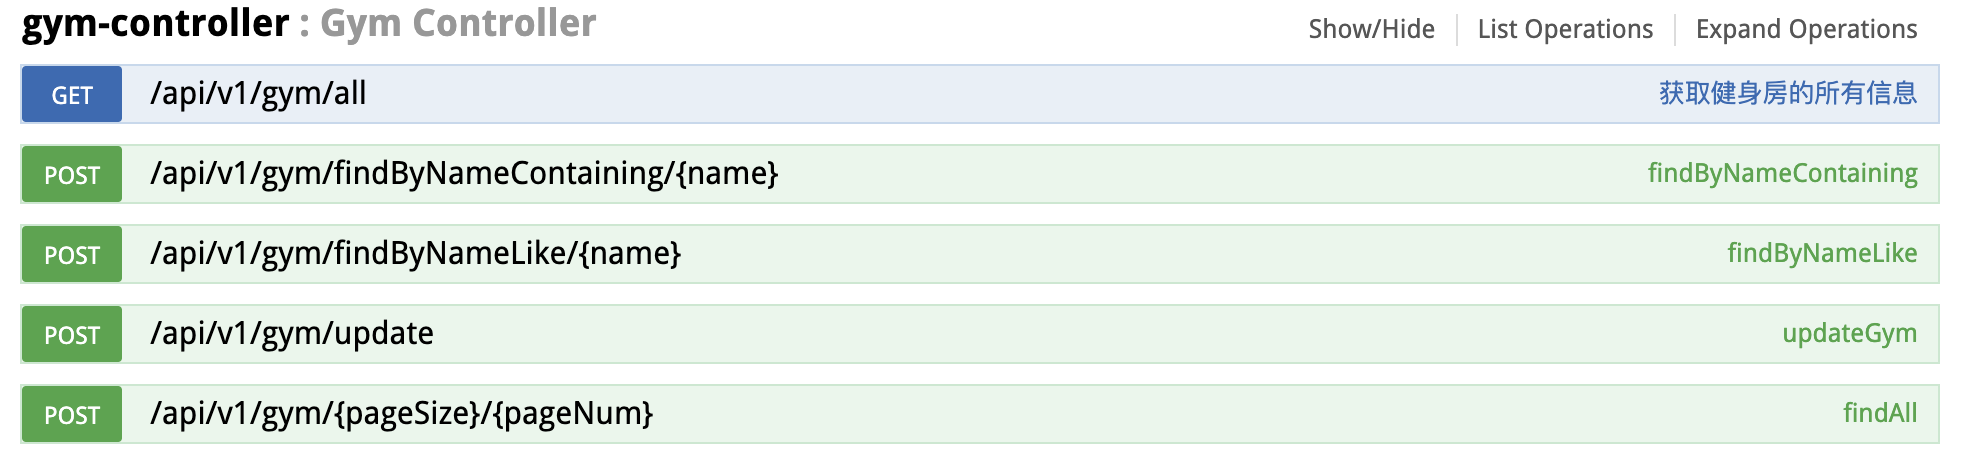 gym-controller : Gym Controller Show/Hide List Operations Expand Operations
GET /api/v1/gym/all 获取健身房的所有信息
POST /api/v1/gym/findByNameContaining/{name} findByNameContaining
POST /api/v1/gym/findByNameLike/{name} findByNameLike
POST /api/v1/gym/update updateGym
POST /api/v1/gym/{pageSize}/{pageNum} findAll